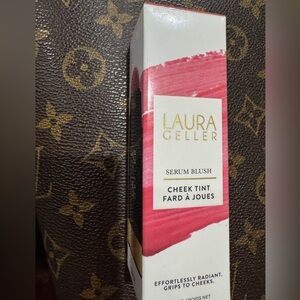 LAURA
GELLER
SERUM BLUSH
CHEEK TINT
FARD À JOUES
EFFORTLESSLY RADIANT.
GRIPS TO CHEEKS.